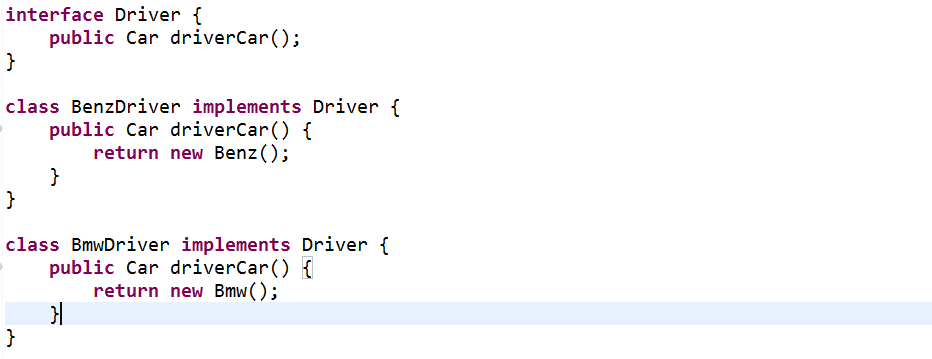 interface Driver {
    public Car driverCar();
}

class BenzDriver implements Driver {
    public Car driverCar() {
        return new Benz();
    }
}

class BmwDriver implements Driver {
    public Car driverCar() {
        return new Bmw();
    }
}